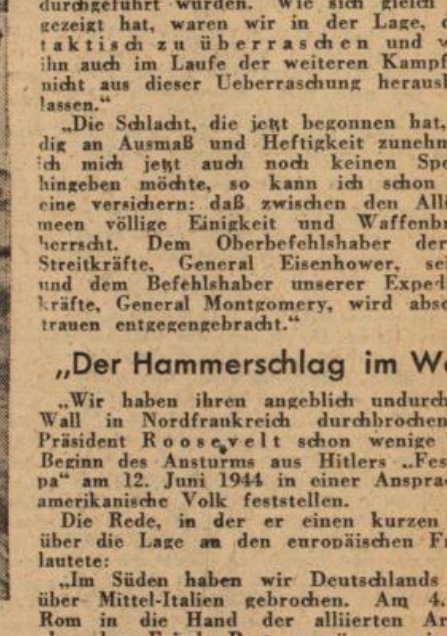 durchgeführt wurden. Wie sich gleich
gezeigt hat, waren wir in der Lage,
taktisch zu überraschen und
ihn auch im Laufe der weiteren Kampf
nicht aus dieser Ueberraschung heraus
lassen."
„Die Schlacht, die jetzt begonnen hat,
dig an Ausmaß und Heftigkeit zunehm
ich mich jetzt auch noch keinen Spe
hingeben möchte, so kann ich schon
eine versichern: daß zwischen den Alli
meen völlige Einigkeit und Waffenbr
herrscht. Dem Oberbefehlshaber der
Streitkräfte, General Eisenhower, se
und dem Befehlshaber unserer Exped
kräfte, General Montgomery, wird abs
trauen entgegengebracht."
„Der Hammerschlag im W
„Wir haben ihren angeblich undurch
Wall in Nordfrankreich durchbrochen
Präsident Roosevelt schon wenige
Beginn des Ansturms aus Hitlers „Fes
pa" am 12. Juni 1944 in einer Ansprac
amerikanische Volk feststellen.
Die Rede, in der er einen kurzen
über die Lage an den europäischen F
lautete:
„Im Süden haben wir Deutschlands
über Mittel-Italien gebrochen. Am 4.
Rom in die Hand der alliierten A